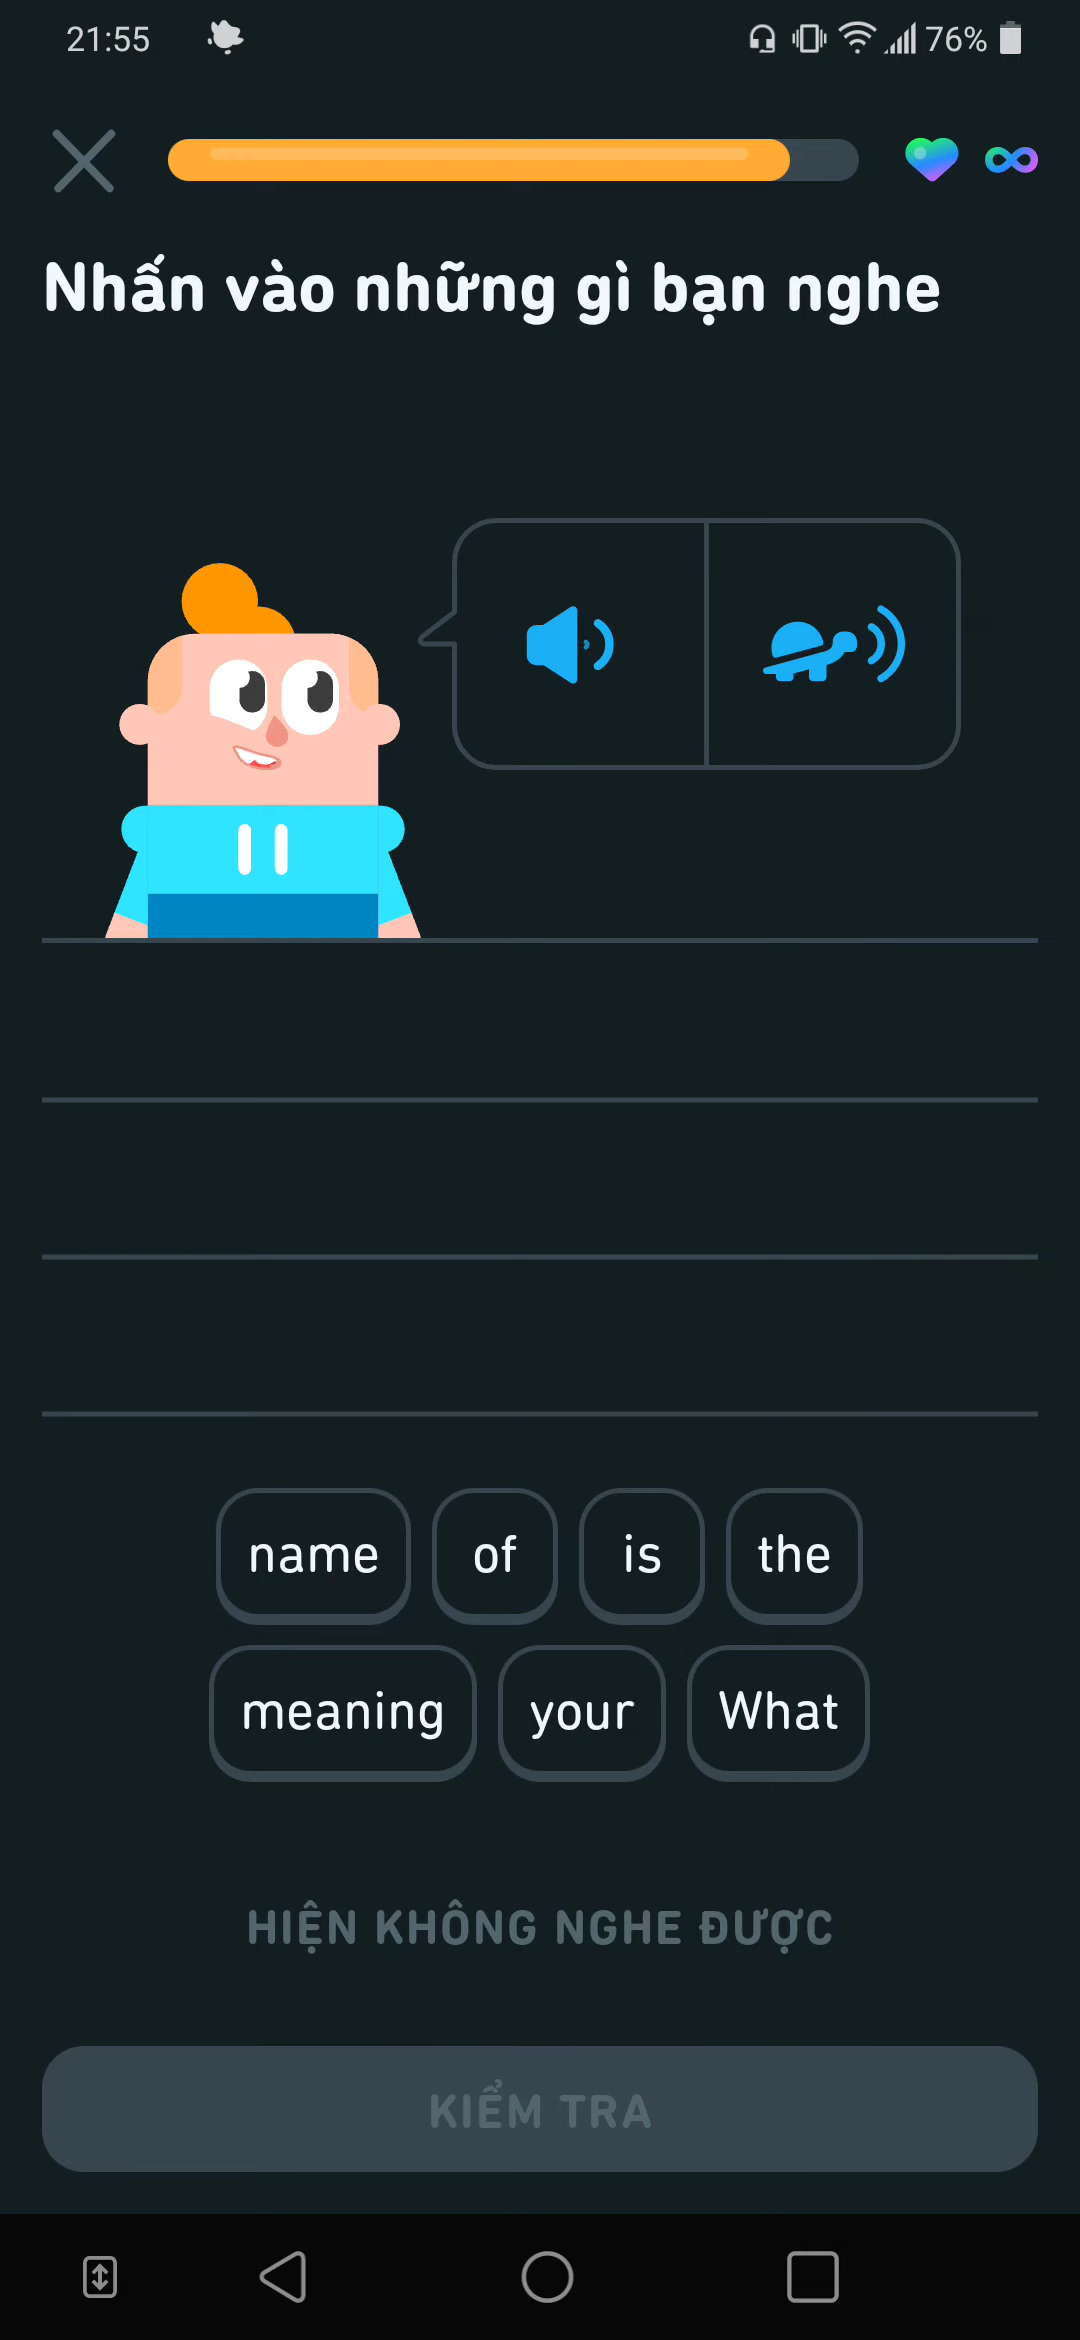 21:55
76%
Nhấn vào những gì bạn nghe
name of is the
meaning your What
HIỆN KHÔNG NGHE ĐƯỢC
KIỂM TRA